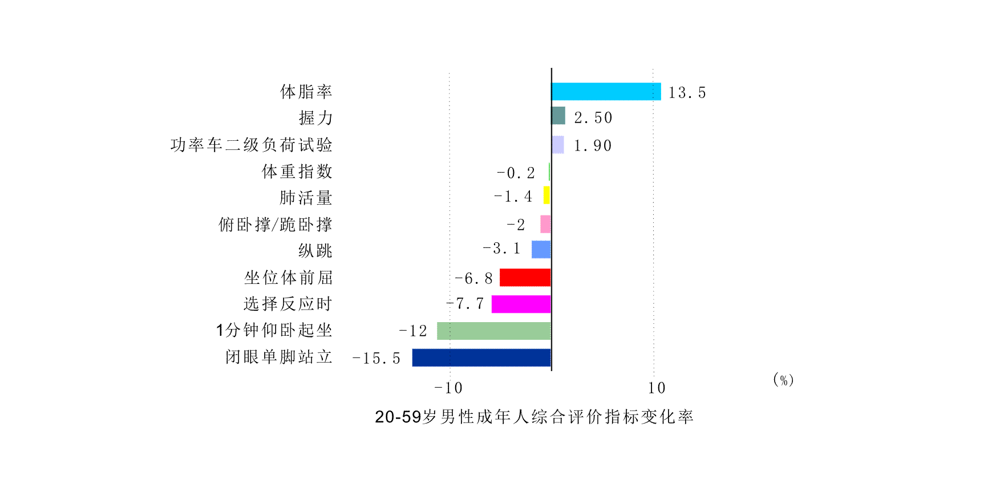 体脂率 13.5
握力 2.50
功率车二级负荷试验 1.90
体重指数 -0.2
肺活量 -1.4
俯卧撑/跪卧撑 -2
纵跳 -3.1
坐位体前屈 -6.8
选择反应时 -7.7
1分钟仰卧起坐 -12
闭眼单脚站立 -15.5
(%)
-10 10
20-59岁男性成年人综合评价指标变化率